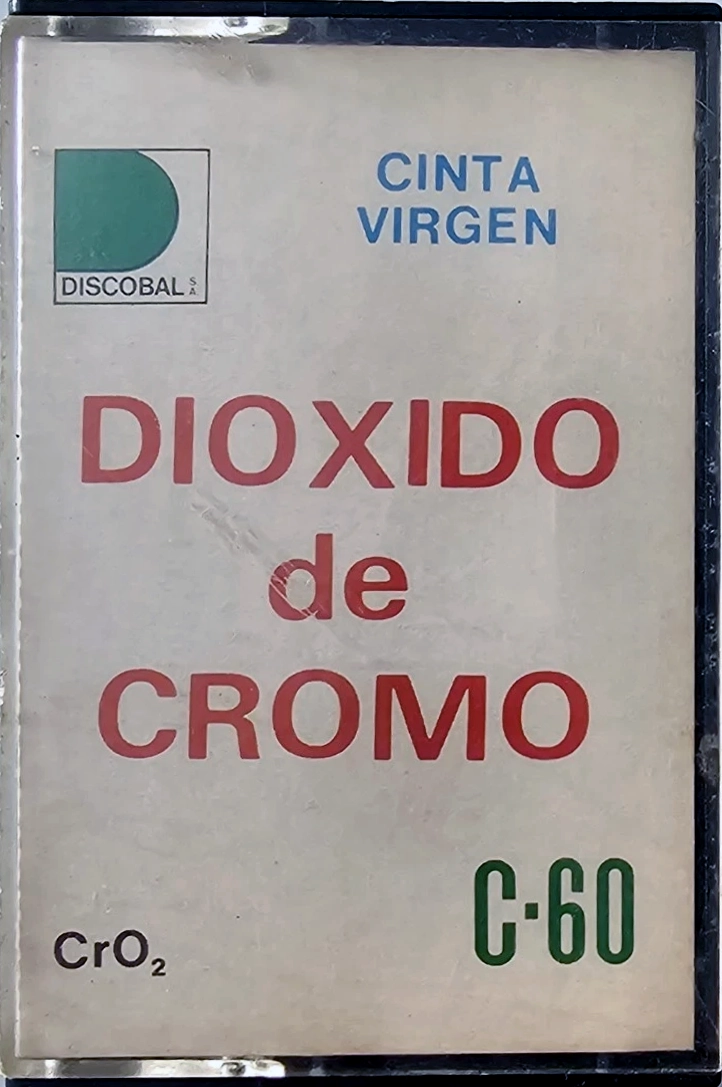 CINTA
VIRGEN
DISCOBAL S.A.
DIOXIDO
de
CROMO
C-60
CrO₂